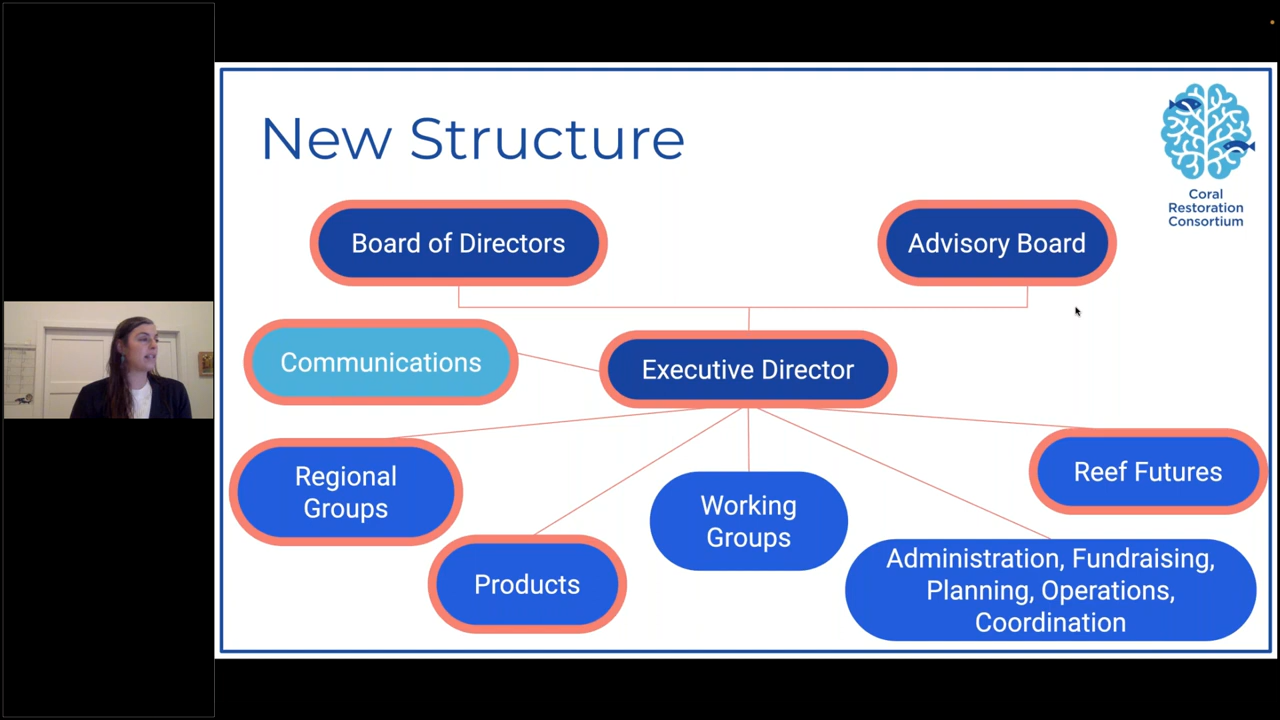 New Structure
Coral
Restoration
Consortium
Board of Directors
Advisory Board
Communications
Executive Director
Regional
Groups
Products
Working
Groups
Reef Futures
Administration, Fundraising,
Planning, Operations,
Coordination